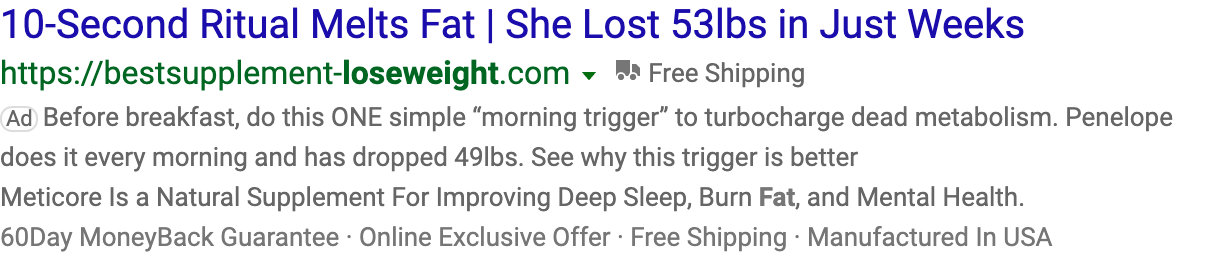 10-Second Ritual Melts Fat | She Lost 53lbs in Just Weeks
https://bestsupplement-loseweight.com Free Shipping
Ad Before breakfast, do this ONE simple “morning trigger” to turbocharge dead metabolism. Penelope
does it every morning and has dropped 49lbs. See why this trigger is better
Meticore Is a Natural Supplement For Improving Deep Sleep, Burn Fat, and Mental Health.
60Day MoneyBack Guarantee · Online Exclusive Offer · Free Shipping · Manufactured In USA